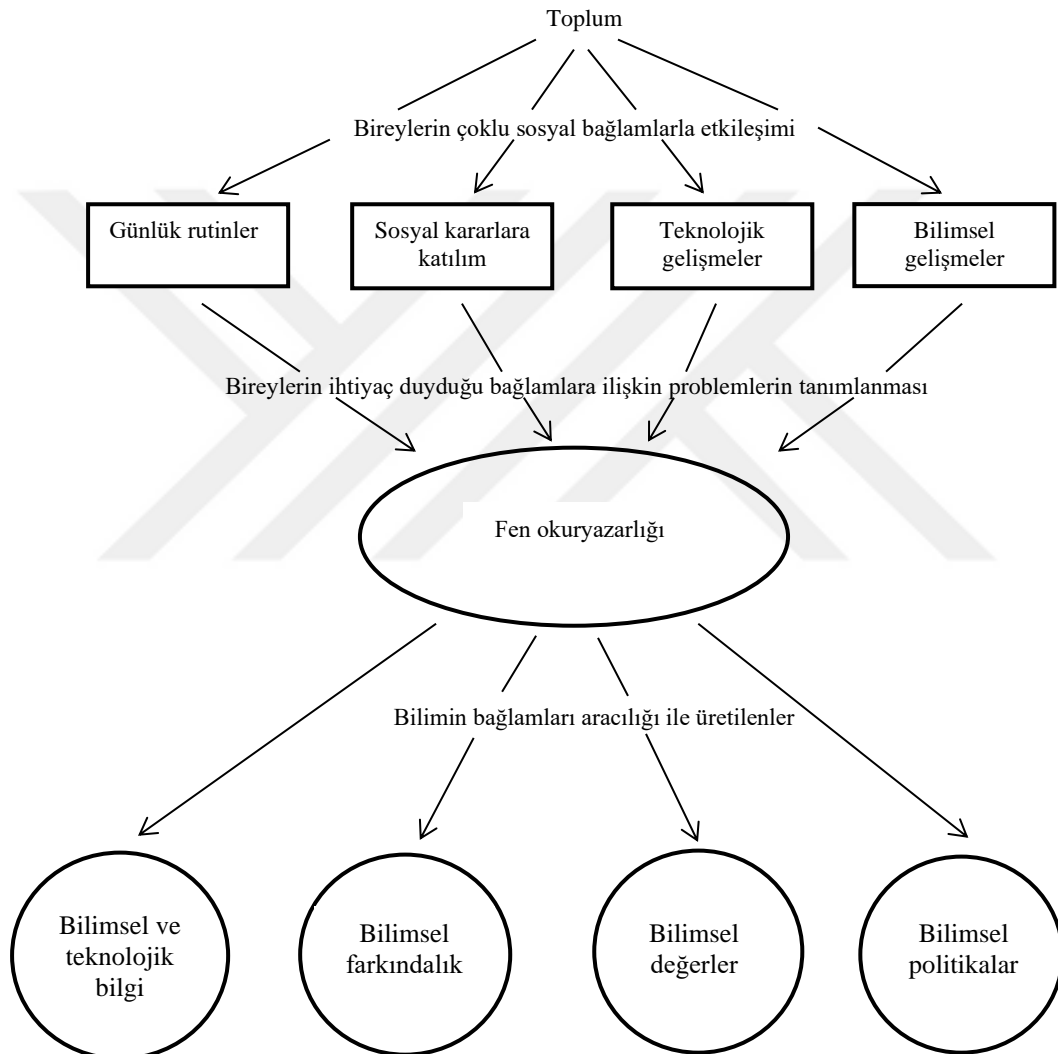 Toplum
Bireylerin çoklu sosyal bağlamlarla etkileşimi
Günlük rutinler
Sosyal kararlara
katılım
Teknolojik
gelişmeler
Bilimsel
gelişmeler
Bireylerin ihtiyaç duyduğu bağlamlara ilişkin problemlerin tanımlanması
Fen okuryazarlığı
Bilimin bağlamları aracılığı ile üretilenler
Bilimsel ve
teknolojik
bilgi
Bilimsel
farkındalık
Bilimsel
değerler
Bilimsel
politikalar